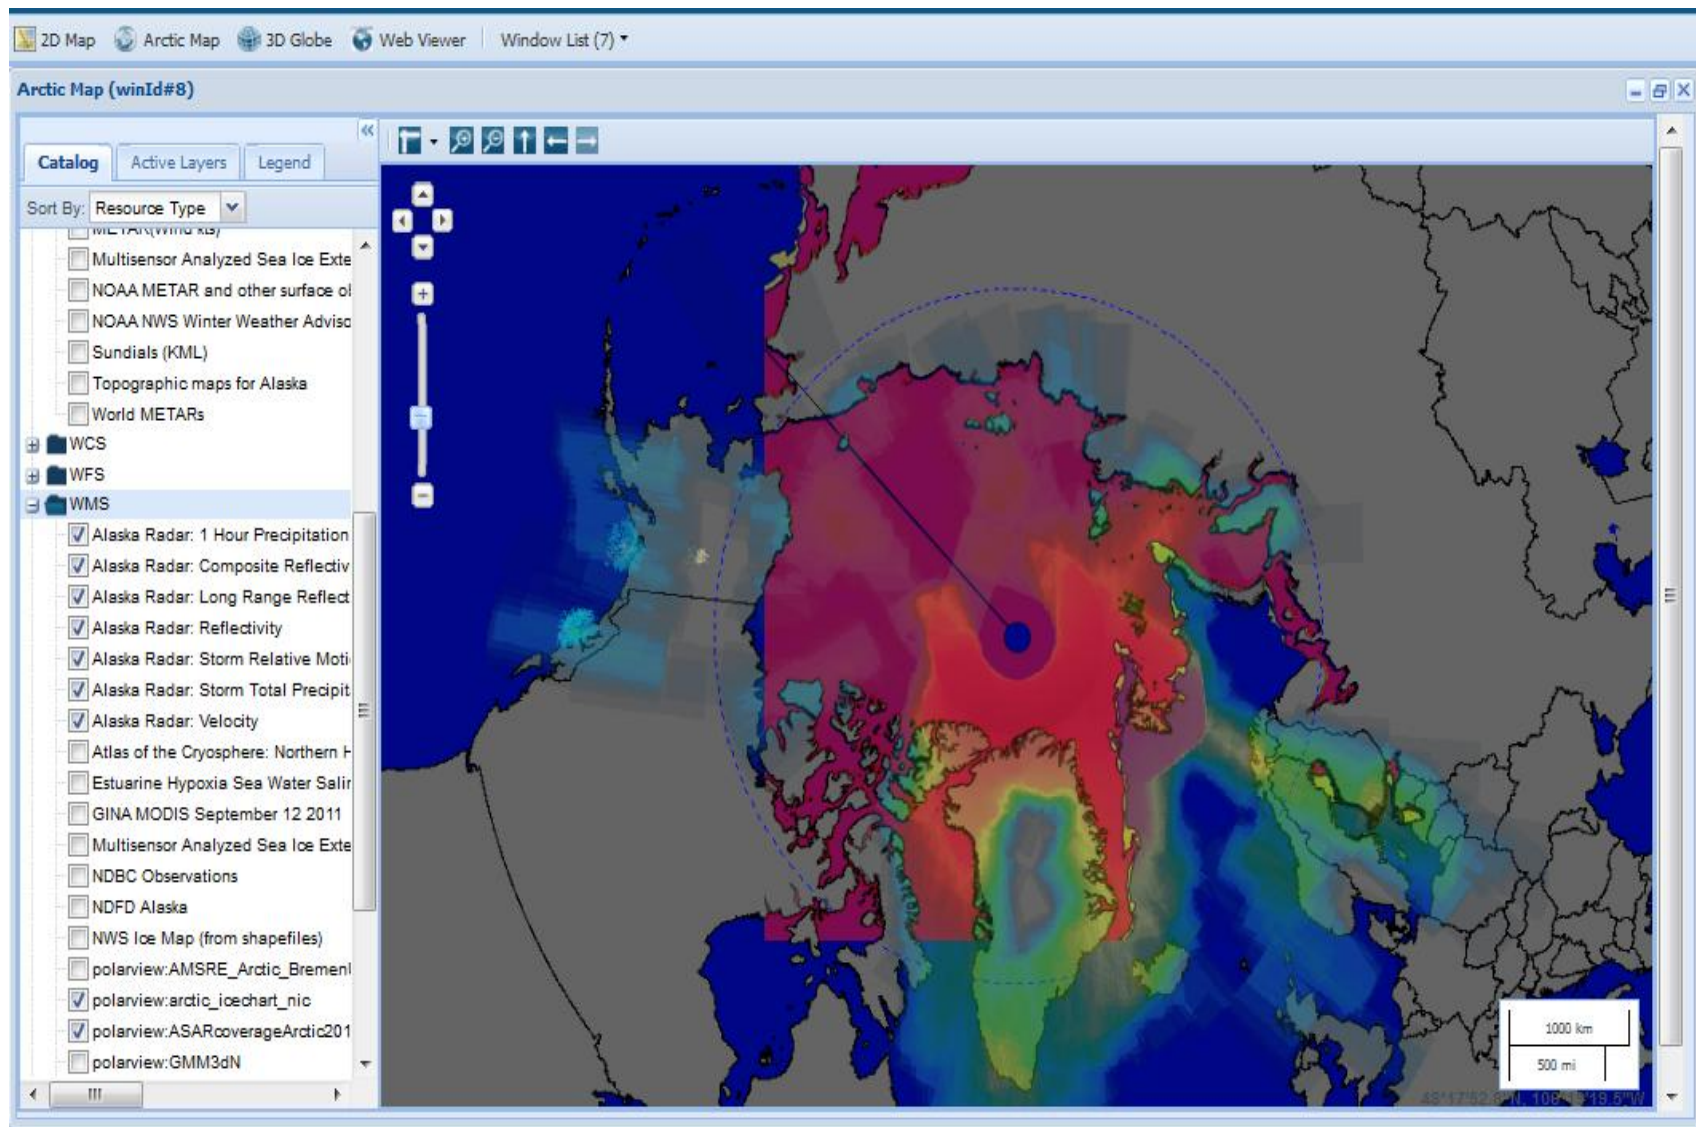 2D Map Arctic Map 3D Globe Web Viewer Window List (7)
Arctic Map (winId#8)
Catalog Active Layers Legend
Sort By: Resource Type
METAR(Wind kts)
Multisensor Analyzed Sea Ice Exte
NOAA METAR and other surface ol
NOAA NWS Winter Weather Adviso
Sundials (KML)
Topographic maps for Alaska
World METARs
WCS
WFS
WMS
Alaska Radar: 1 Hour Precipitation
Alaska Radar: Composite Reflectiv
Alaska Radar: Long Range Reflect
Alaska Radar: Reflectivity
Alaska Radar: Storm Relative Moti
Alaska Radar: Storm Total Precipit
Alaska Radar: Velocity
Atlas of the Cryosphere: Northern H
Estuarine Hypoxia Sea Water Salir
GINA MODIS September 12 2011
Multisensor Analyzed Sea Ice Exte
NDBC Observations
NDFD Alaska
NWS Ice Map (from shapefiles)
polarview:AMSRE_Arctic_Bremen
polarview:arctic_icechart_nic
polarview:ASARcoverageArctic201
polarview:GMM3dN
1000 km
500 mi